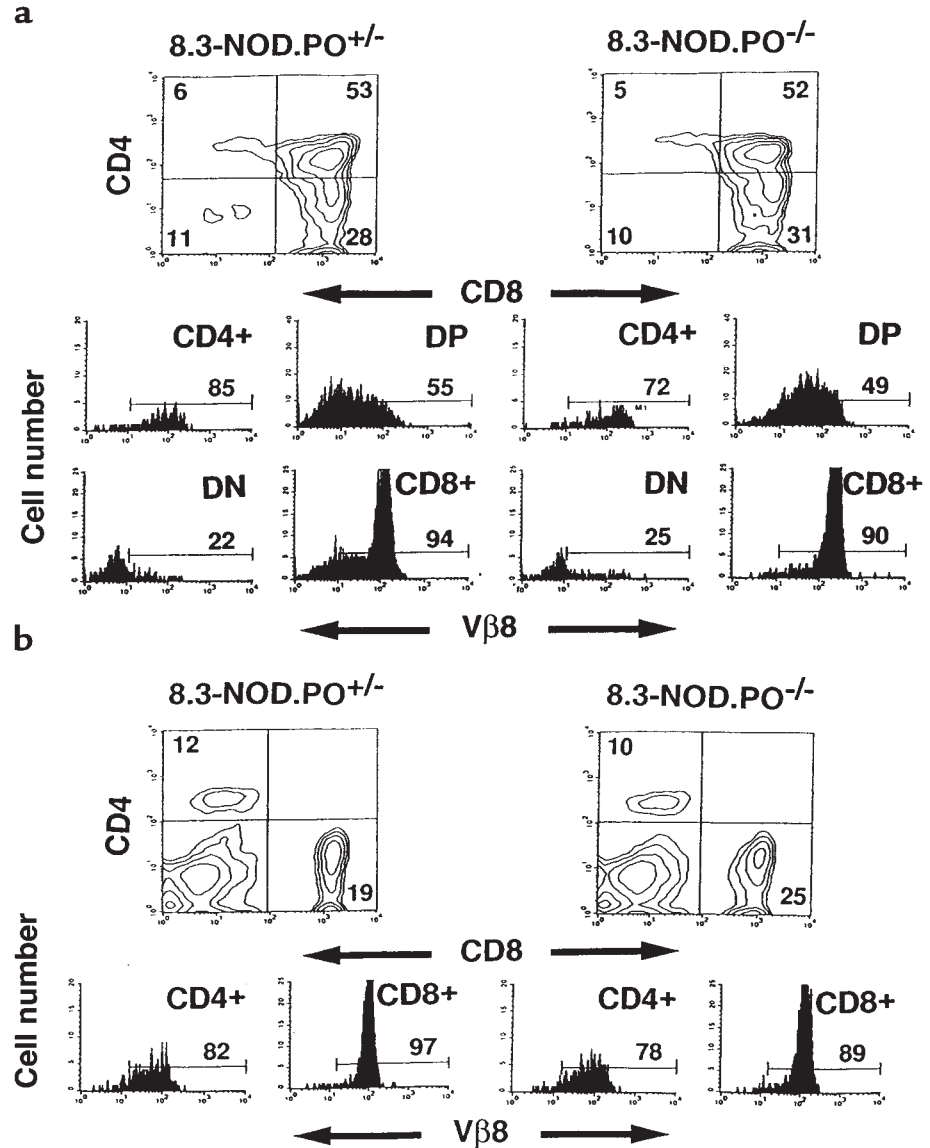 a
8.3-NOD.PO+/- 8.3-NOD.PO-/-
6 53 5 52
CD4
11 28 10 31
CD8
CD4+ DP CD4+ DP
85 55 72 49
M1
Cell number
DN CD8+ DN CD8+
22 94 25 90
Vβ8
b
8.3-NOD.PO+/- 8.3-NOD.PO-/-
12 10
CD4
19 25
CD8
Cell number
CD4+ CD8+ CD4+ CD8+
82 97 78 89
Vβ8